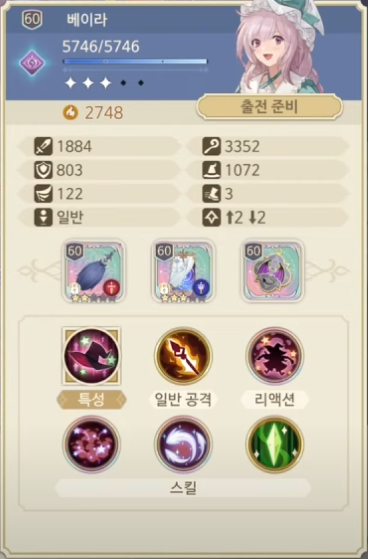 60 베이라
5746/5746
2748
출전 준비
1884 3352
803 1072
122 3
일반 ↑2 ↓2
60 60 60
특성 일반 공격 리액션
스킬